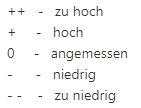 ++ - zu hoch
+ - hoch
0 - angemessen
- - niedrig
-- - zu niedrig